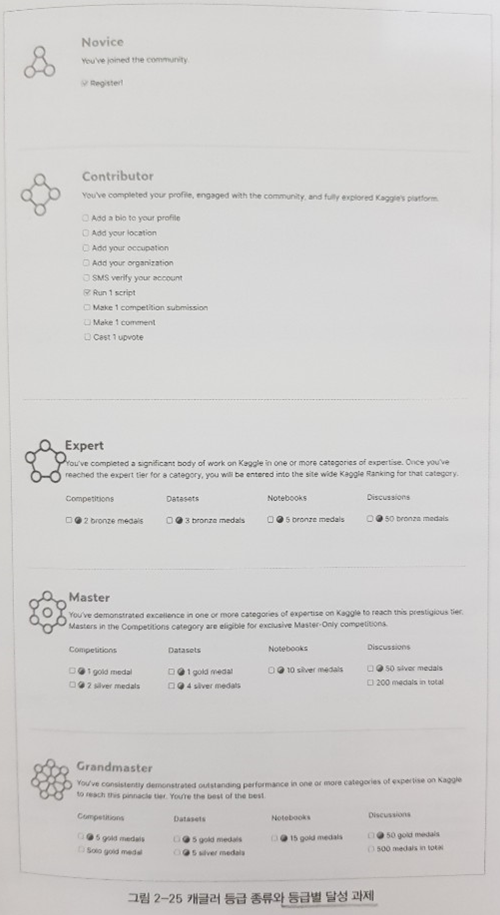 Novice
You've joined the community.
Register!
Contributor
You've completed your profile, engaged with the community, and fully explored Kaggle's platform.
Add a bio to your profile
Add your location
Add your occupation
Add your organization
SMS verify your account
Run 1 script
Make 1 competition submission
Make 1 comment
Cast 1 upvote
Expert
You've completed a significant body of work on Kaggle in one or more categories of expertise. Once you've
reached the expert tier for a category, you will be entered into the site wide Kaggle Ranking for that category.
Competitions Datasets Notebooks Discussions
2 bronze medals 3 bronze medals 5 bronze medals 50 bronze medals
Master
You've demonstrated excellence in one or more categories of expertise on Kaggle to reach this prestigious tier.
Masters in the Competitions category are eligible for exclusive Master-Only competitions.
Competitions Datasets Notebooks Discussions
1 gold medal 1 gold medal 10 silver medals 50 silver medals
2 silver medals 4 silver medals 200 medals in total
Grandmaster
You've consistently demonstrated outstanding performance in one or more categories of expertise on Kaggle
to reach this pinnacle tier. You're the best of the best.
Competitions Datasets Notebooks Discussions
5 gold medals 5 gold medals 15 gold medals 50 gold medals
Solo gold medal 5 silver medals 500 medals in total
그림 2-25 캐글러 등급 종류와 등급별 달성 과제